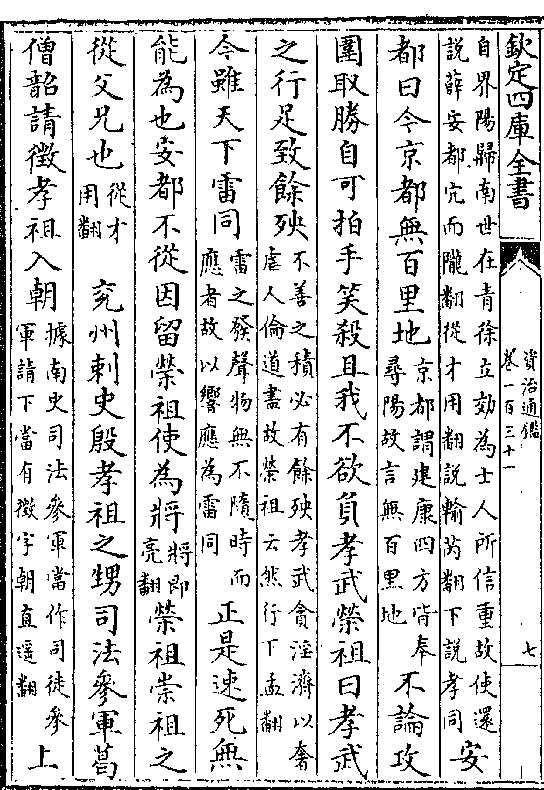 欽定四庫全書
資治通鑑
卷一百三十一
七
自界陽歸南世在青徐立効為士人所信重故使還
說薛安都宂而隴翻從才用翻說輸芮翻下說孝同
安
都曰今京都無百里地
京都謂建康四方皆奉
尋陽故言無百里地
不論攻
圍取勝自可拍手笑殺且我不欲負孝武榮祖曰孝武
之行足致餘殃
不善之積必有餘殃孝武貪淫濟以奢
虐人倫道盡故榮祖云然行下孟翻
今雖天下雷同
雷之發聲物無不隨時而
應者故以響應為雷同
正是速死無
能為也安都不從因留榮祖使為將
將即
亮翻
榮祖崇祖之
從父兄也
從才
用翻
兖州刺史殷孝祖之甥司法參軍葛
僧韶請徵孝祖入朝
據南史司法參軍當作司徒參
軍請下當有徵字朝直遥翻
上